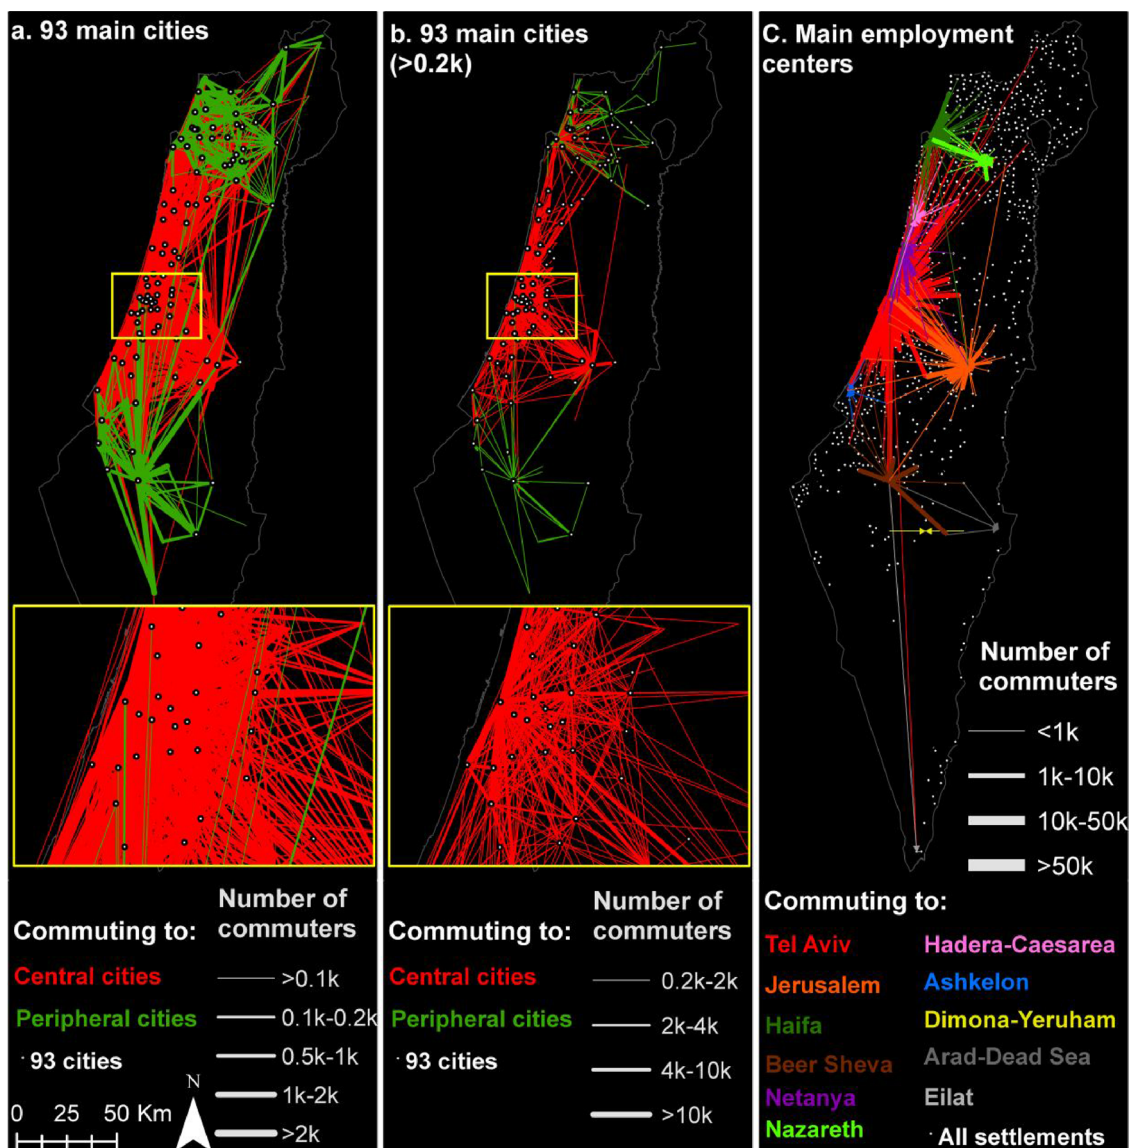 a. 93 main cities
b. 93 main cities
(>0.2k)
C. Main employment
centers
Number of
commuters
<1k
1k-10k
10k-50k
>50k
Commuting to:
Central cities
Peripheral cities
· 93 cities
Number of
commuters
>0.1k
0.1k-0.2k
0.5k-1k
1k-2k
>2k
N
0 25 50 Km
Commuting to:
Central cities
Peripheral cities
· 93 cities
Number of
commuters
0.2k-2k
2k-4k
4k-10k
>10k
Commuting to:
Tel Aviv
Jerusalem
Haifa
Beer Sheva
Netanya
Nazareth
Hadera-Caesarea
Ashkelon
Dimona-Yeruham
Arad-Dead Sea
Eilat
· All settlements